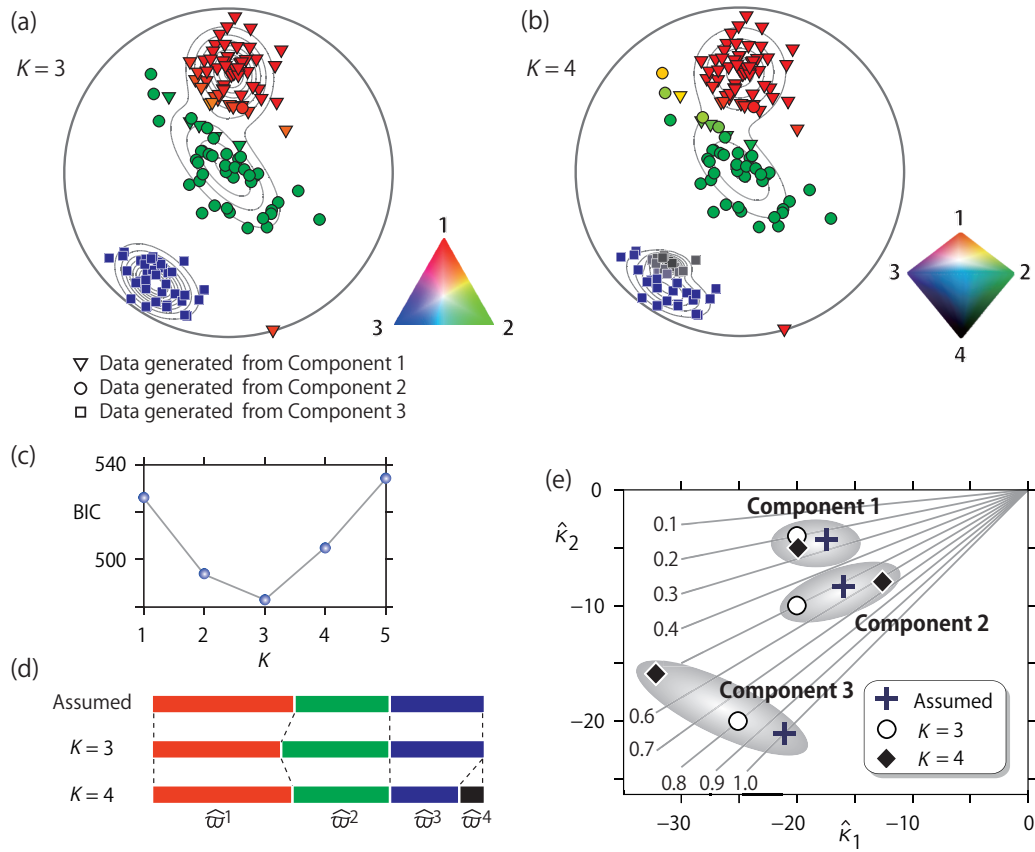 (a)
K = 3
1
3
2
Data generated from Component 1
Data generated from Component 2
Data generated from Component 3
(b)
K = 4
1
3
2
4
(c)
540
BIC
500
1 2 3 4 5
K
(d)
Assumed
K = 3
K = 4
ϖ̂¹ ϖ̂² ϖ̂³ ϖ̂⁴
(e)
0
κ̂₂
−10
−20
0.1
0.2
0.3
0.4
0.6
0.7
0.8 0.9 1.0
Component 1
Component 2
Component 3
Assumed
K = 3
K = 4
−30 −20 −10 0
κ̂₁